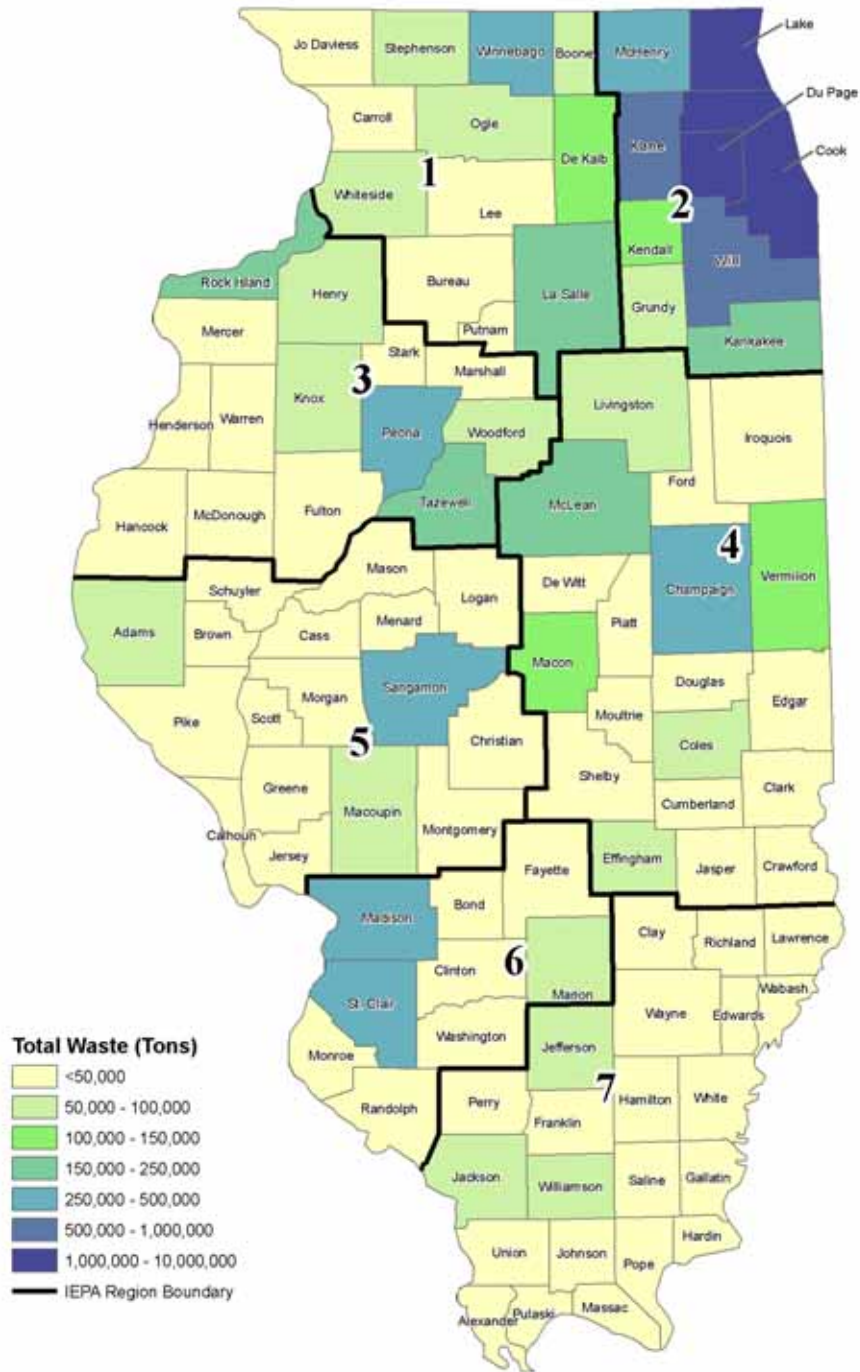 Lake
Jo Daviess
Stephenson
Winnebago
Boone
McHenry
Du Page
Carroll
Ogle
Kane
Cook
De Kalb
1
Whiteside
2
Lee
Kendall
Will
Rock Island
Henry
Bureau
La Salle
Grundy
Mercer
Putnam
Kankakee
Stark
3
Marshall
Knox
Livingston
Henderson
Warren
Peoria
Woodford
Iroquois
Ford
Hancock
McDonough
Fulton
Tazewell
McLean
4
Mason
De Witt
Champaign
Vermilion
Schuyler
Logan
Adams
Brown
Cass
Menard
Piatt
Macon
Sangamon
Douglas
Edgar
Pike
Scott
Morgan
Moultrie
5
Christian
Coles
Shelby
Greene
Macoupin
Clark
Cumberland
Calhoun
Montgomery
Jersey
Effingham
Fayette
Jasper
Crawford
Madison
Bond
Clay
Richland
Lawrence
6
Clinton
Wabash
St. Clair
Marion
Wayne
Edwards
Washington
Monroe
Jefferson
7
Randolph
Perry
Hamilton
White
Franklin
Jackson
Williamson
Saline
Gallatin
Hardin
Union
Johnson
Pope
Alexander
Pulaski
Massac
Total Waste (Tons)
<50,000
50,000 - 100,000
100,000 - 150,000
150,000 - 250,000
250,000 - 500,000
500,000 - 1,000,000
1,000,000 - 10,000,000
IEPA Region Boundary